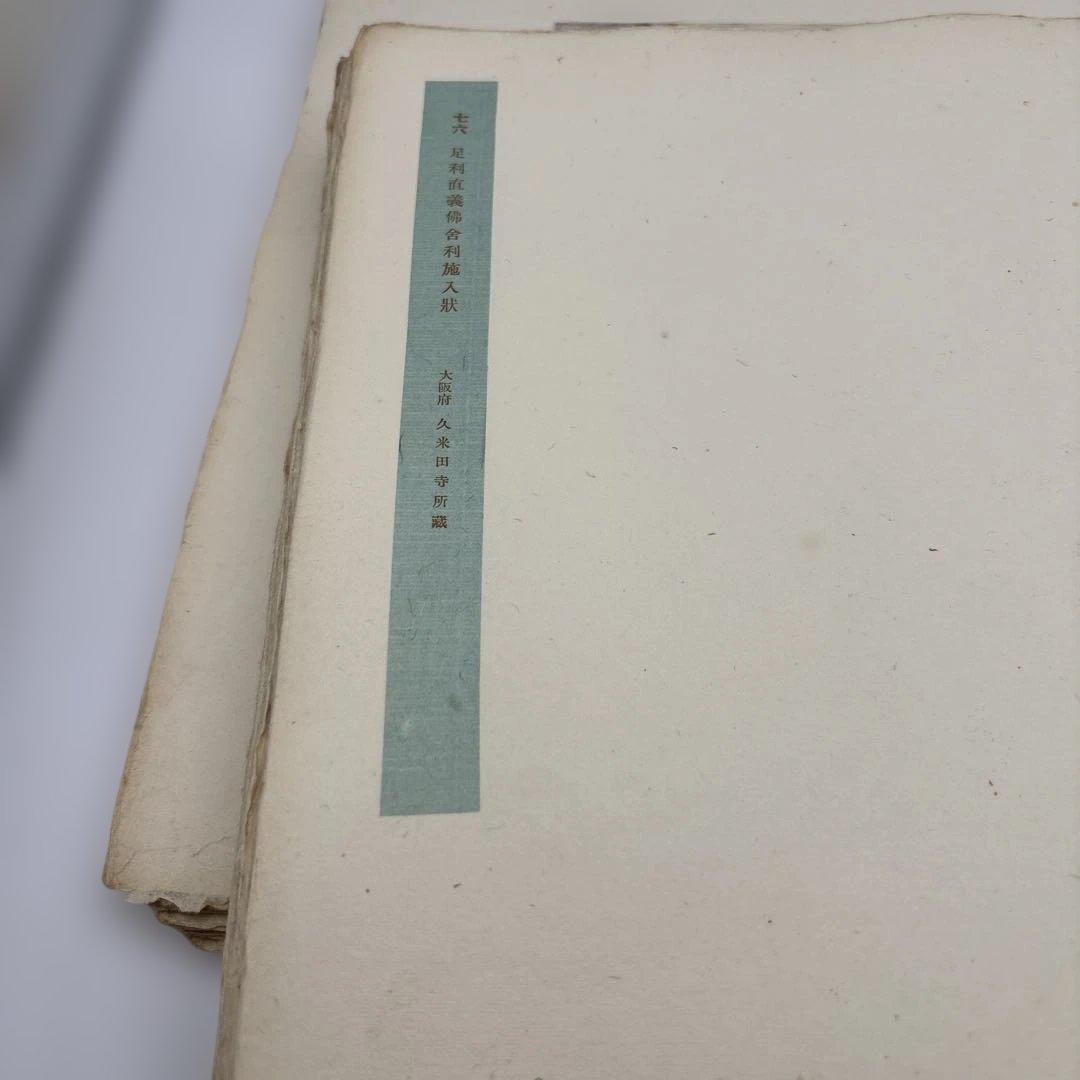 七六 足利直義佛舍利施入狀
大阪府 久米田寺所藏